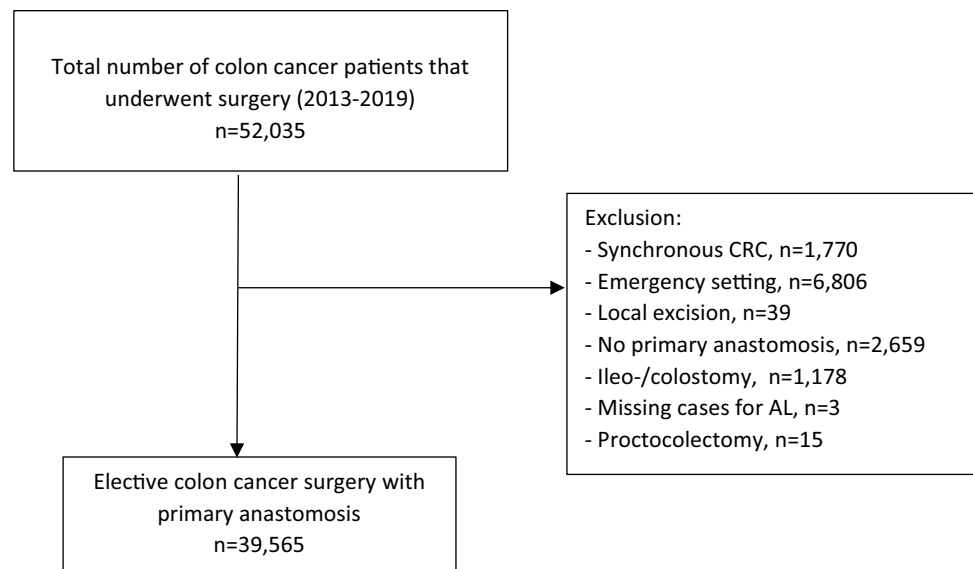 Total number of colon cancer patients that
underwent surgery (2013-2019)
n=52,035
Exclusion:
- Synchronous CRC, n=1,770
- Emergency setting, n=6,806
- Local excision, n=39
- No primary anastomosis, n=2,659
- Ileo-/colostomy,  n=1,178
- Missing cases for AL, n=3
- Proctocolectomy, n=15
Elective colon cancer surgery with
primary anastomosis
n=39,565